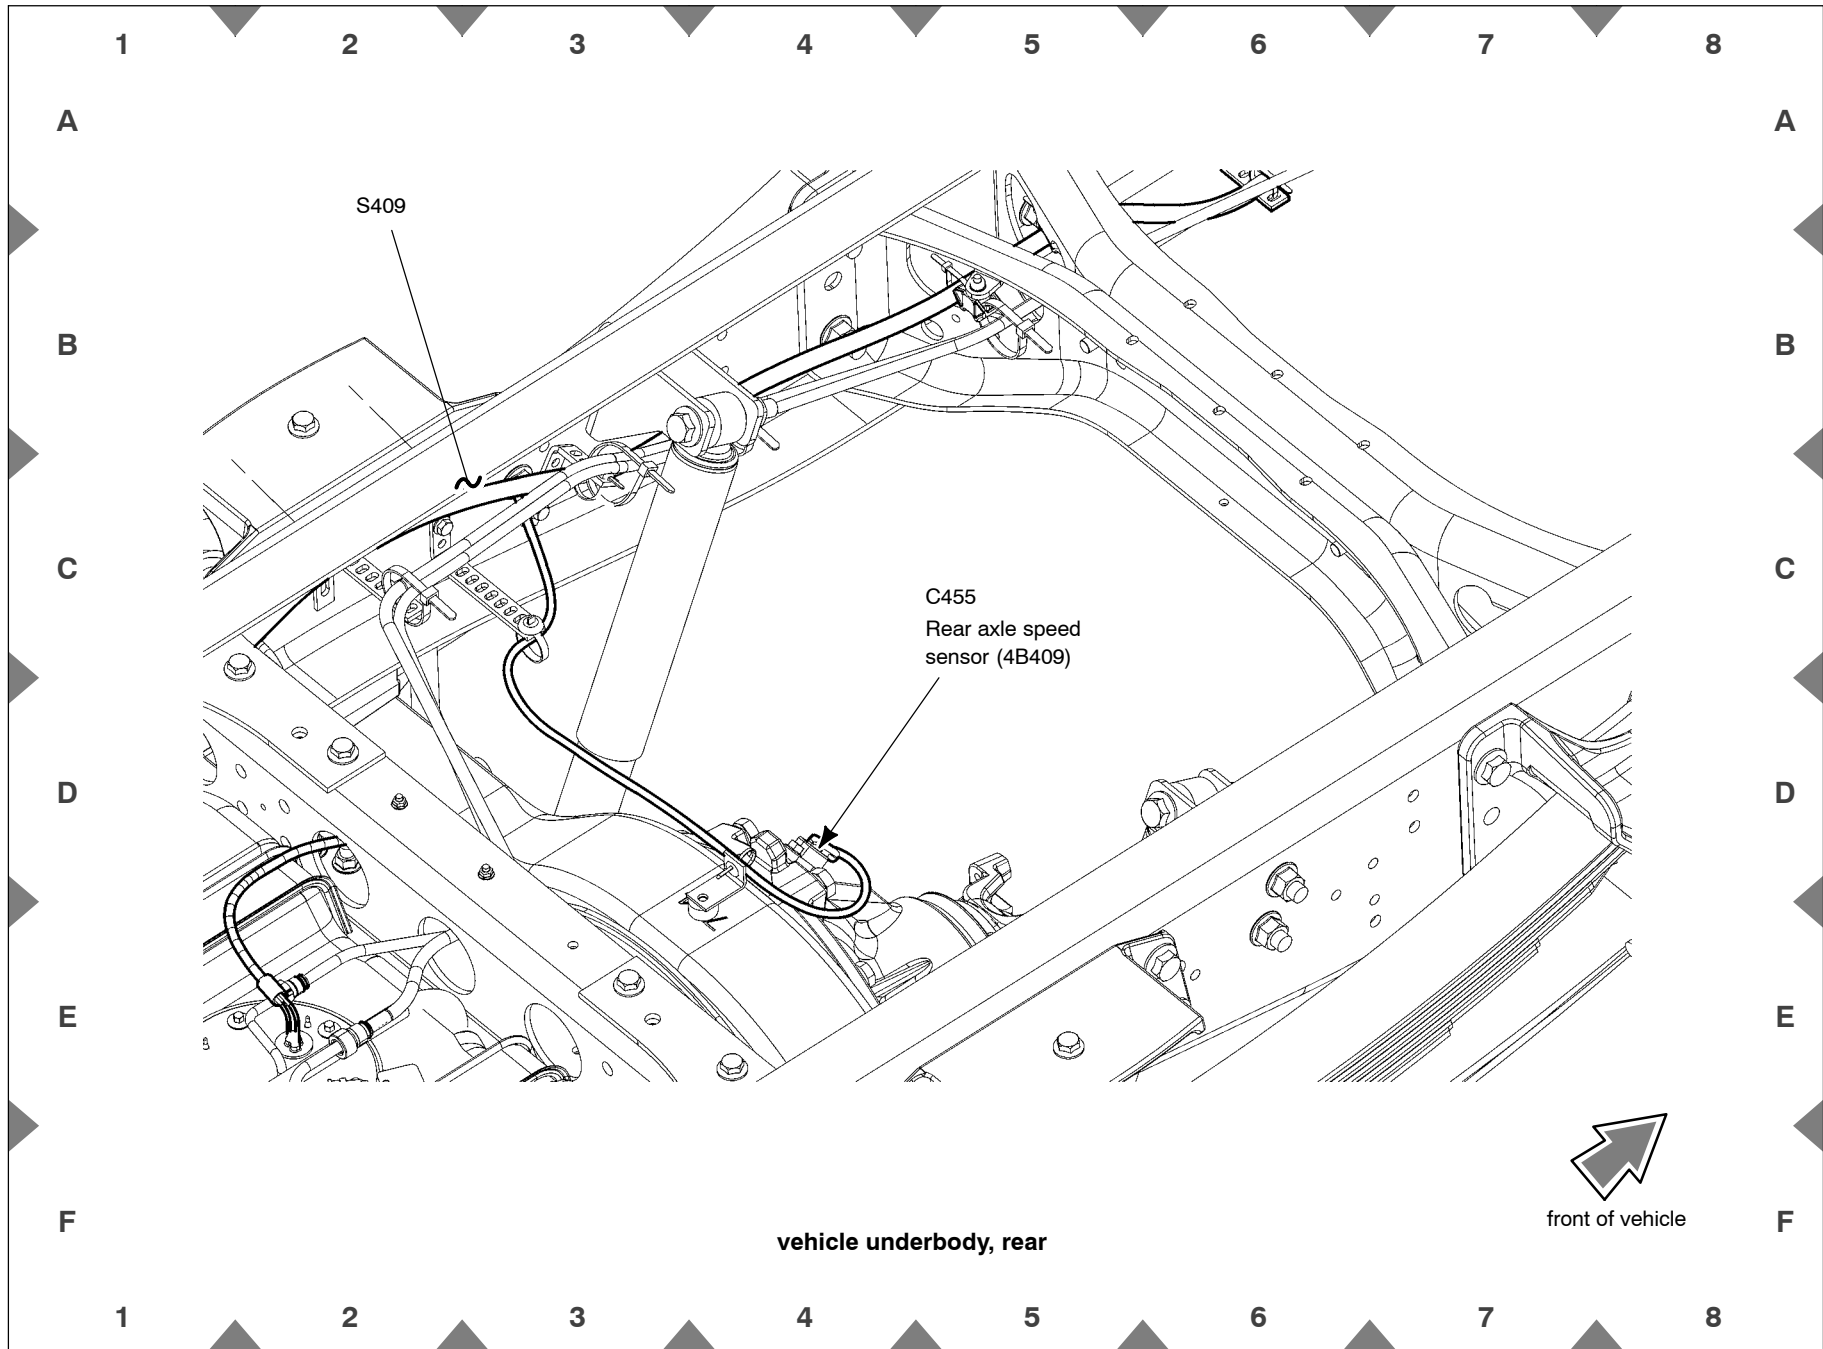 1 2 3 4 5 6 7 8
A A
S409
B B
C C
C455
Rear axle speed
sensor (4B409)
D D
E E
front of vehicle
F F
vehicle underbody, rear
1 2 3 4 5 6 7 8